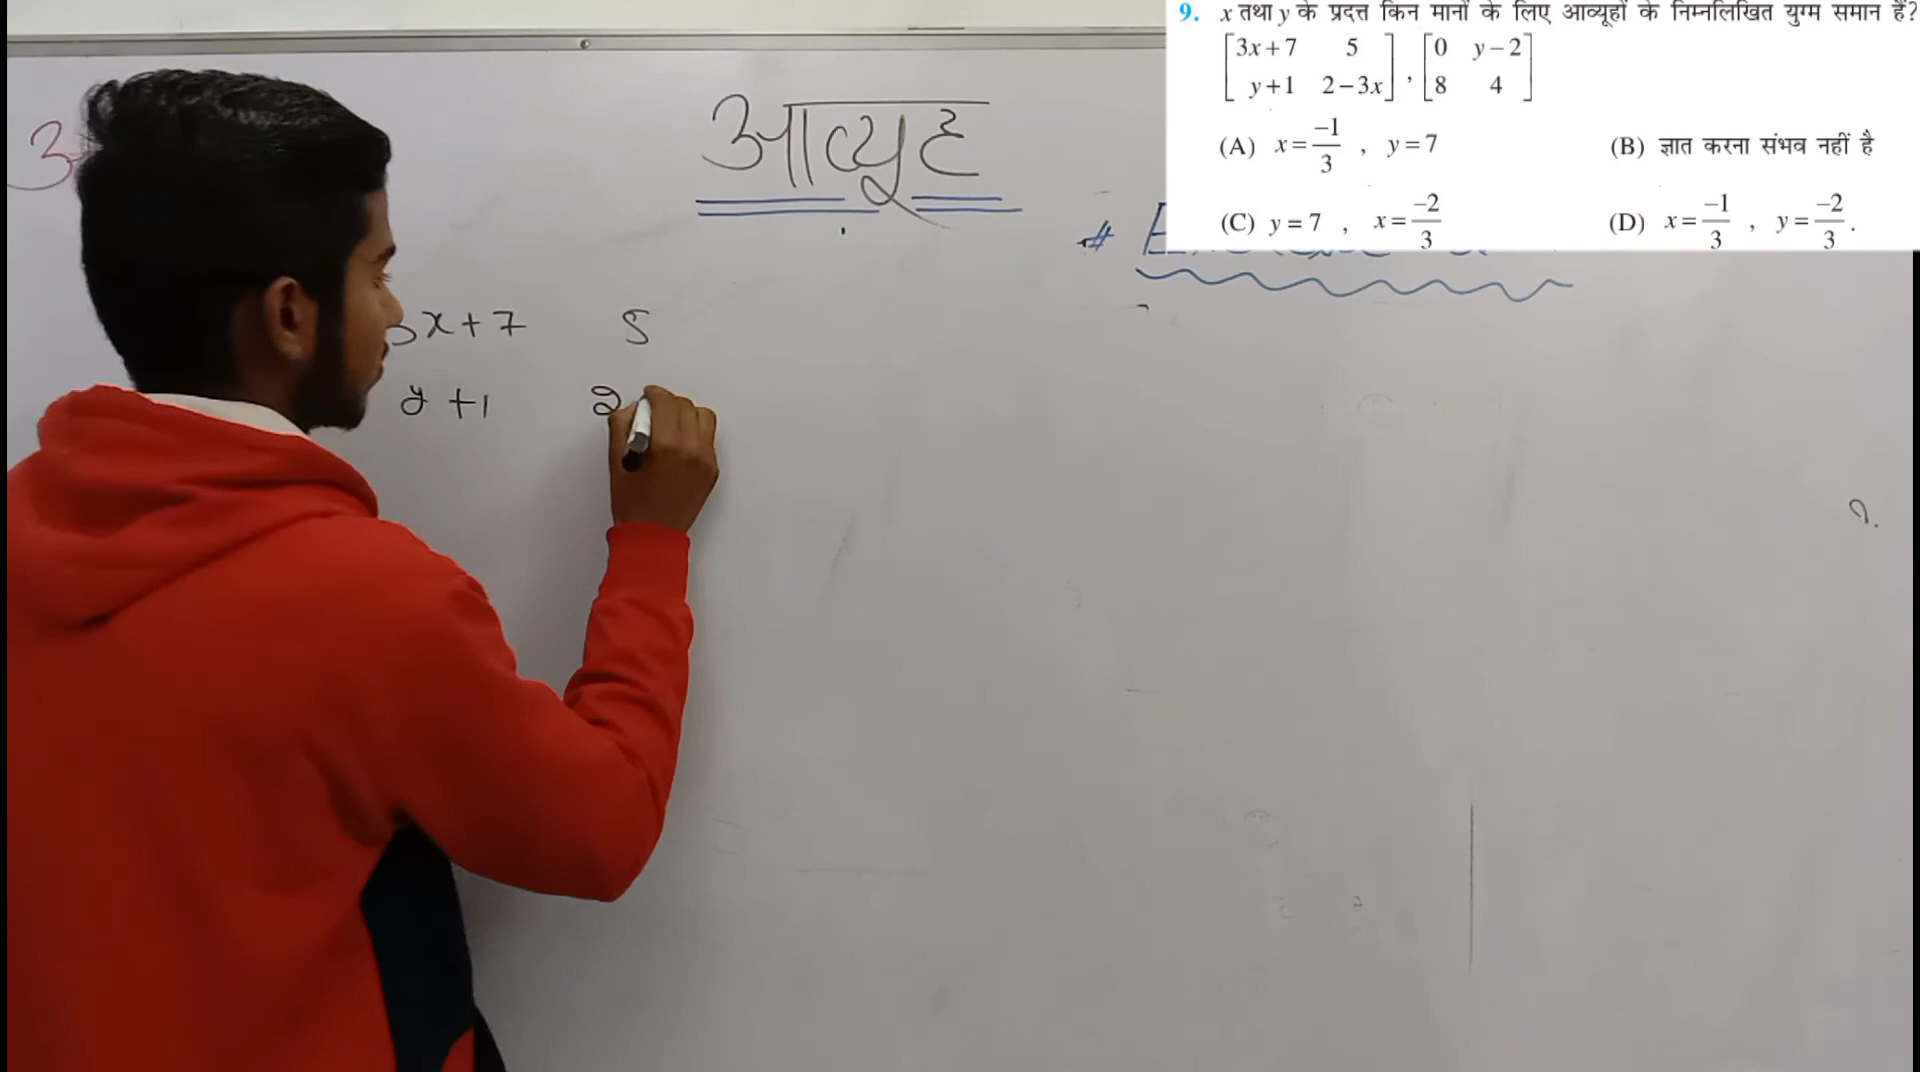 9. x तथा y के प्रदत्त किन मानों के लिए आव्यूहों के निम्नलिखित युग्म समान हैं?
[3x+7 5] , [0 y–2]
[y+1 2–3x] [8 4]
(A) x = –1/3 , y = 7 (B) ज्ञात करना संभव नहीं है
(C) y = 7 , x = –2/3 (D) x = –1/3 , y = –2/3 .
आव्यूह
#
3x+7 5
y+1 2